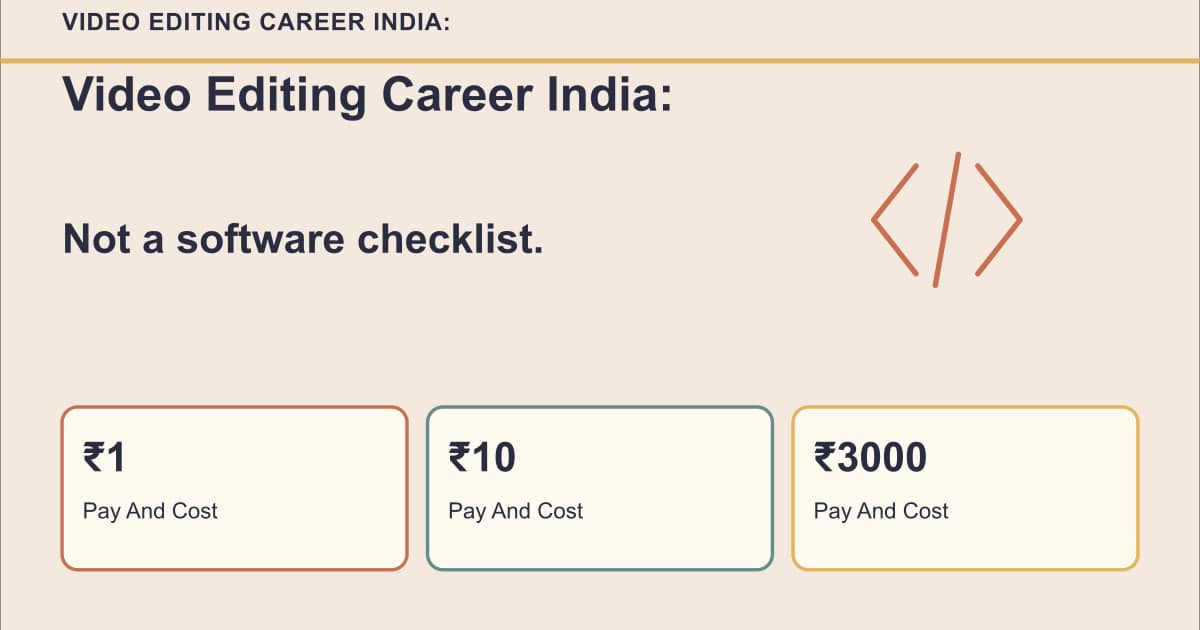 VIDEO EDITING CAREER INDIA:
Video Editing Career India:
Not a software checklist.
₹1
Pay And Cost
₹10
Pay And Cost
₹3000
Pay And Cost